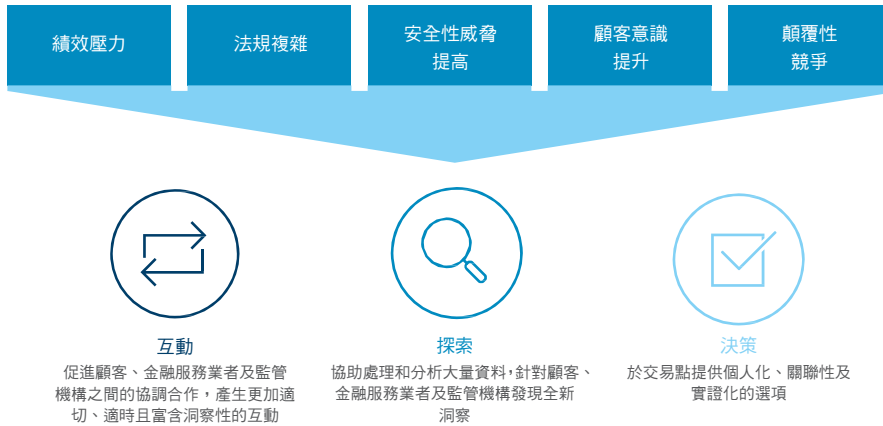 績效壓力
法規複雜
安全性威脅
提高
顧客意識
提升
顛覆性
競爭
互動
促進顧客、金融服務業者及監管
機構之間的協調合作，產生更加適
切、適時且富含洞察性的互動
探索
協助處理和分析大量資料，針對顧客、
金融服務業者及監管機構發現全新
洞察
決策
於交易點提供個人化、關聯性及
實證化的選項